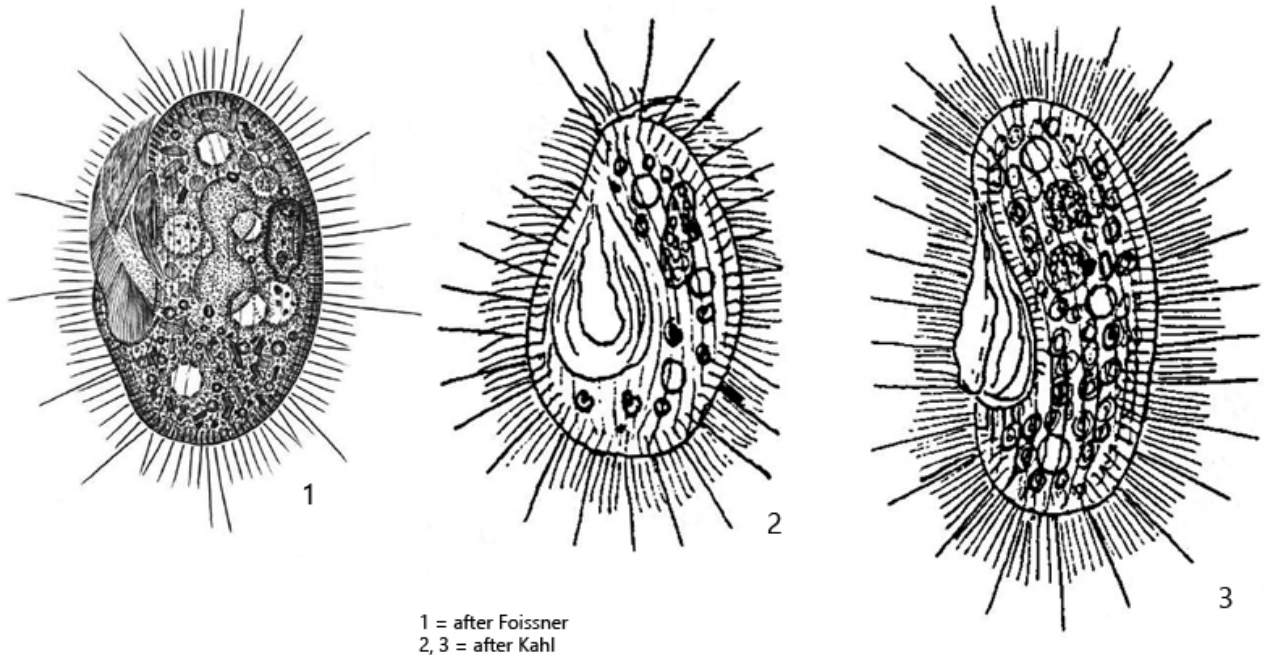 1
2
3
1 = after Foissner
2, 3 = after Kahl